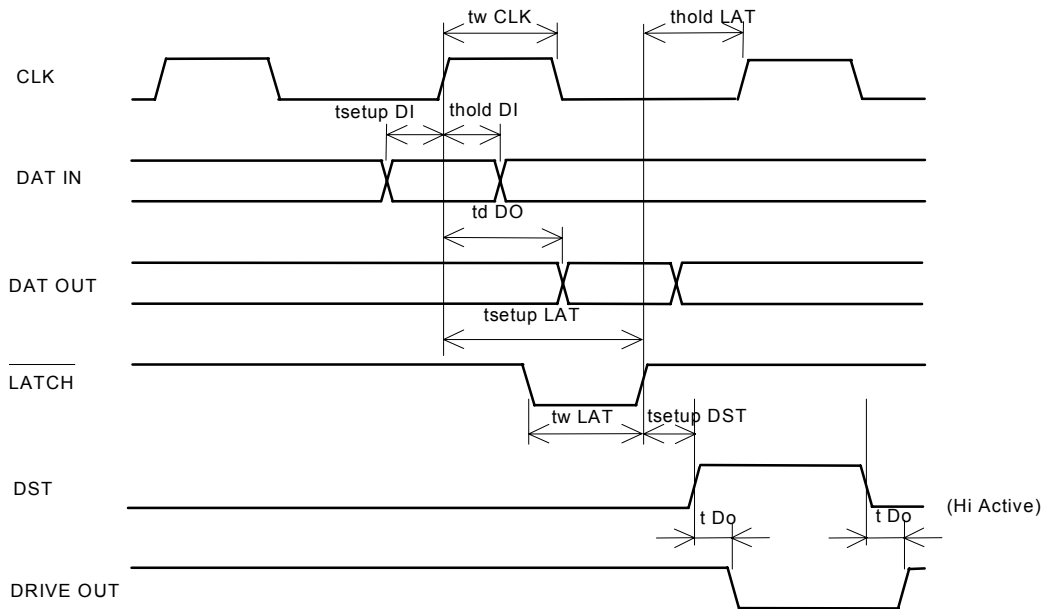 tw CLK
thold LAT
CLK
tsetup DI
thold DI
DAT IN
td DO
DAT OUT
tsetup LAT
LATCH
tw LAT
tsetup DST
DST
(Hi Active)
t Do
t Do
DRIVE OUT